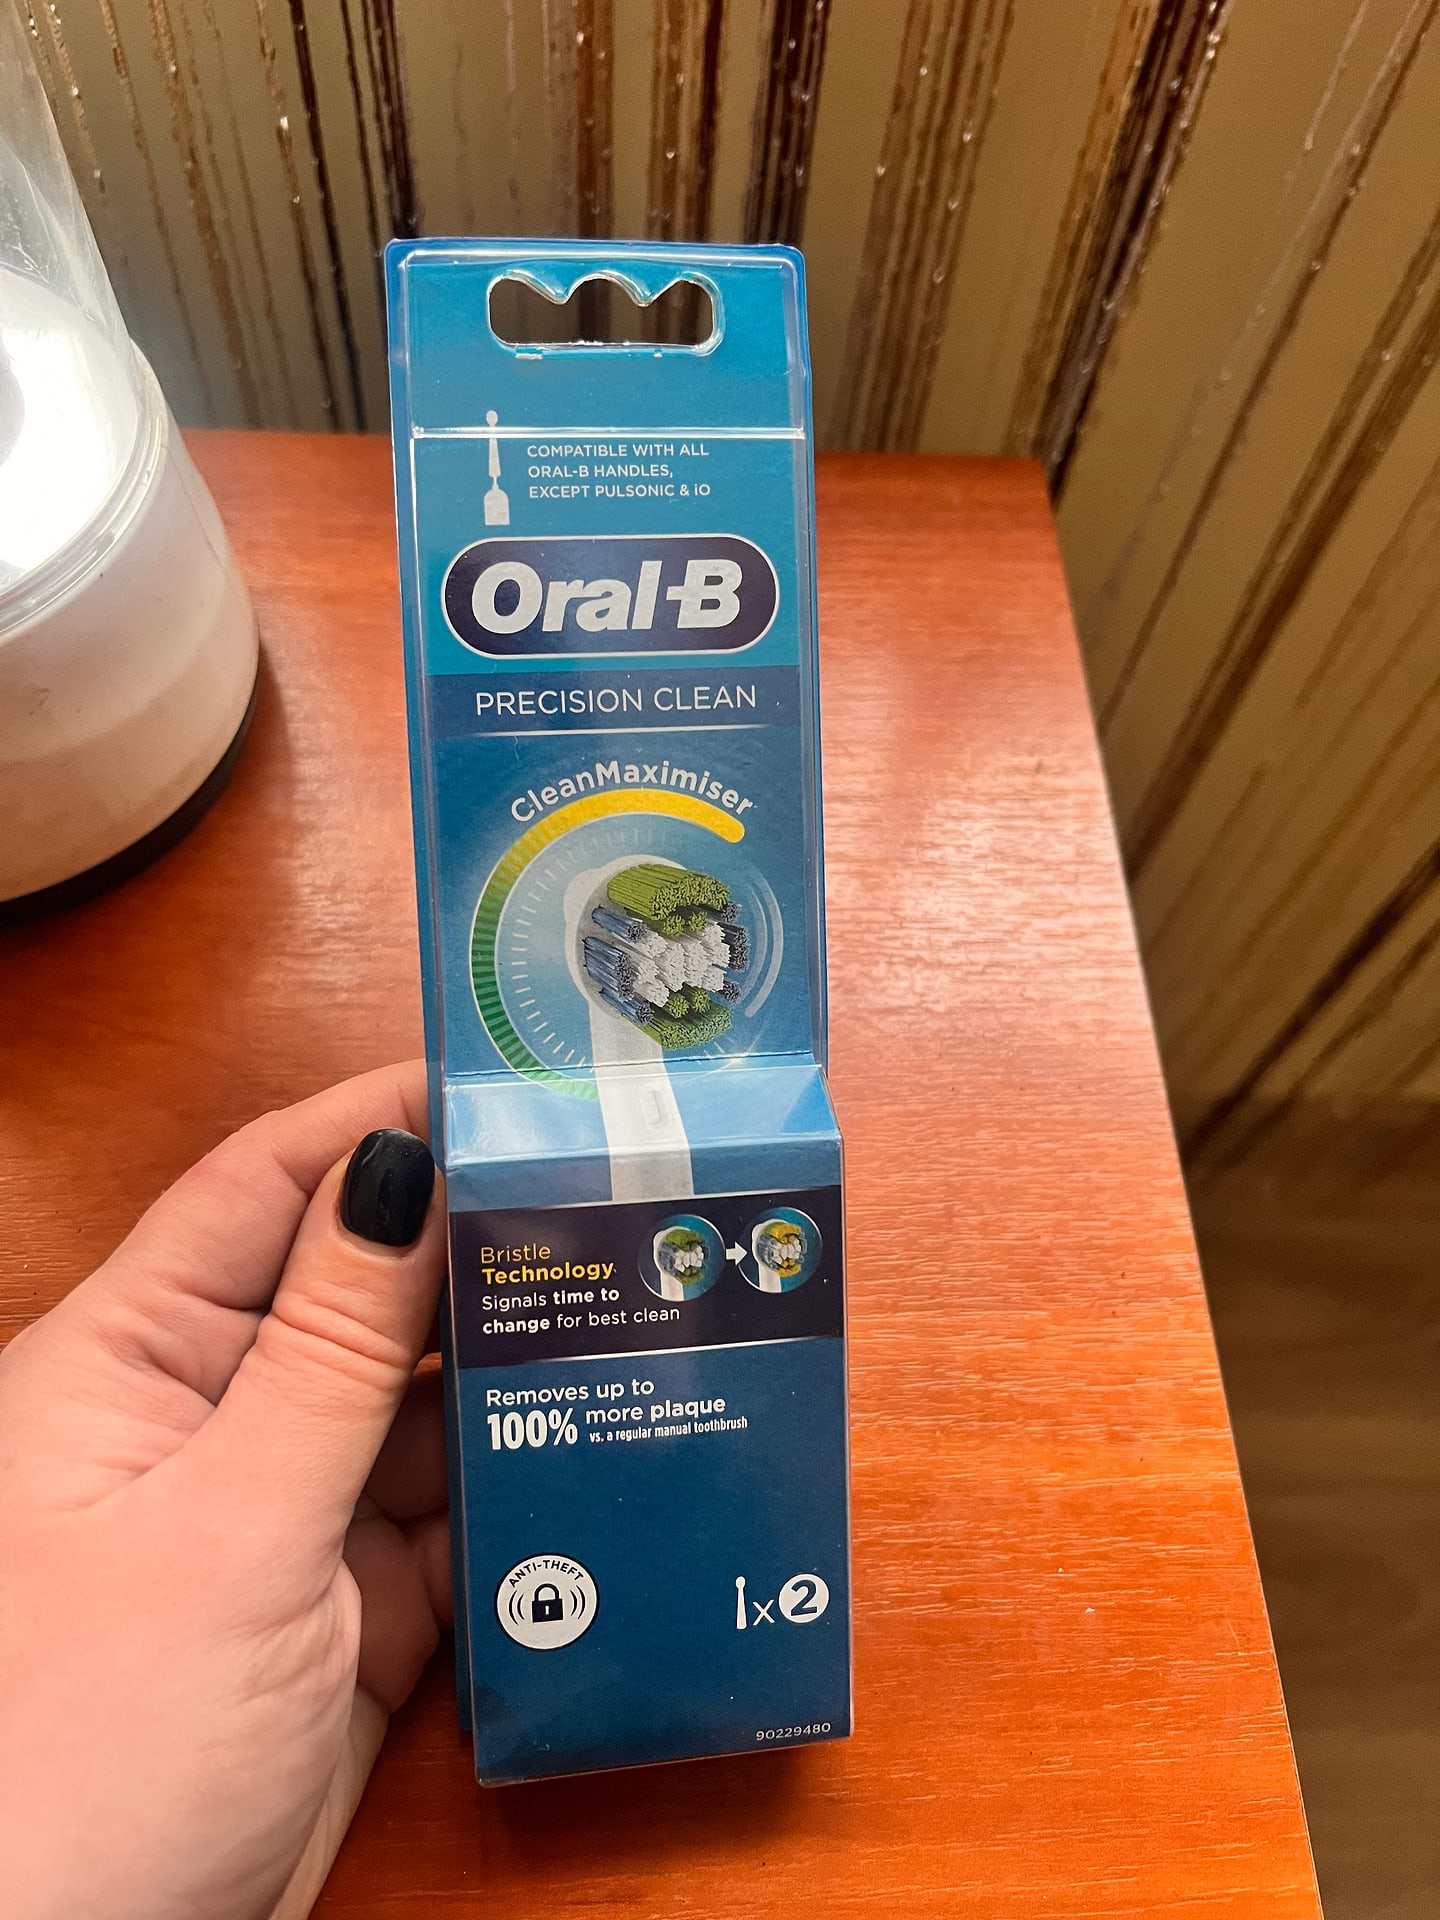 COMPATIBLE WITH ALL
ORAL-B HANDLES,
EXCEPT PULSONIC & iO
Oral-B
PRECISION CLEAN
CleanMaximiser
Bristle
Technology
Signals time to
change for best clean
Removes up to
100% more plaque
vs. a regular manual toothbrush
ANTI-THEFT
x2
90229480